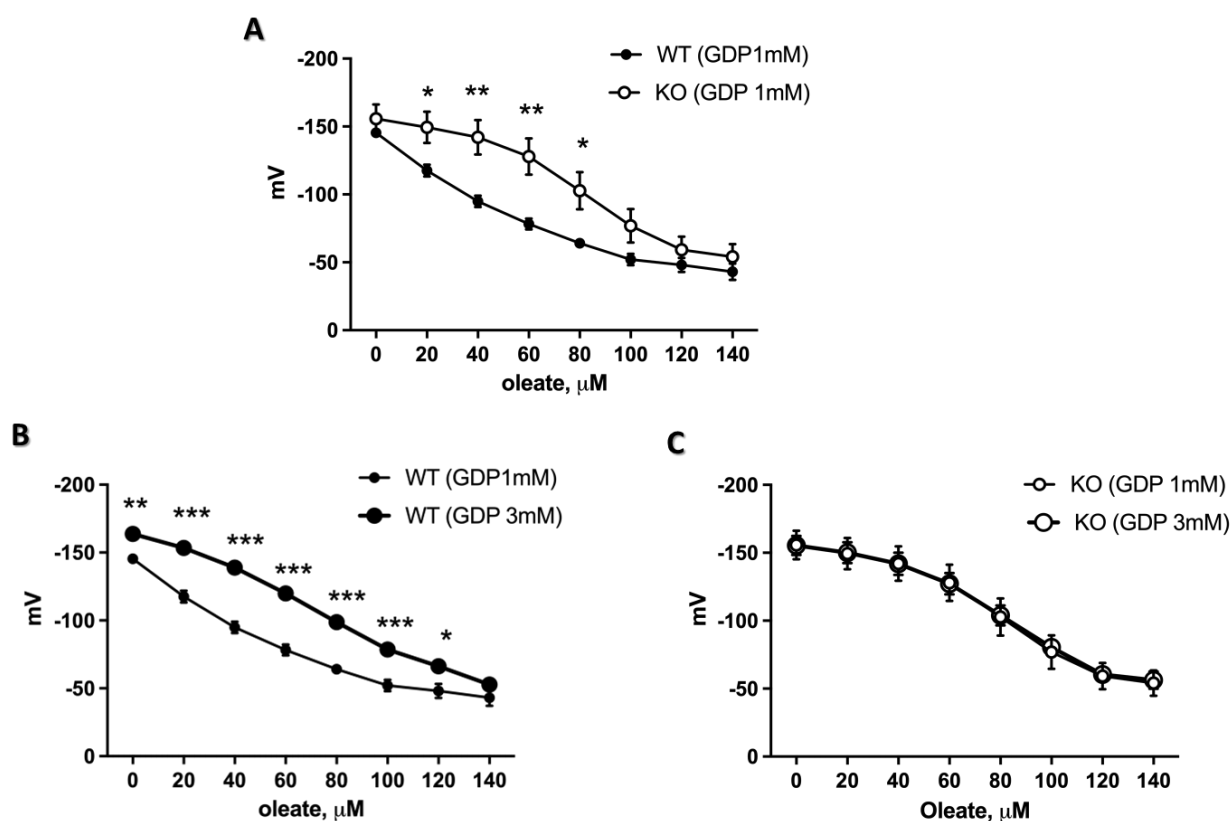 A
WT (GDP1mM)
KO (GDP 1mM)
-200
-150
-100
-50
0
mV
* ** ** *
0 20 40 60 80 100 120 140
oleate, μM
B
WT (GDP1mM)
WT (GDP 3mM)
-200
-150
-100
-50
0
mV
** *** *** *** *** *** *
0 20 40 60 80 100 120 140
oleate, μM
C
KO (GDP 1mM)
KO (GDP 3mM)
-200
-150
-100
-50
0
mV
0 20 40 60 80 100 120 140
Oleate, μM